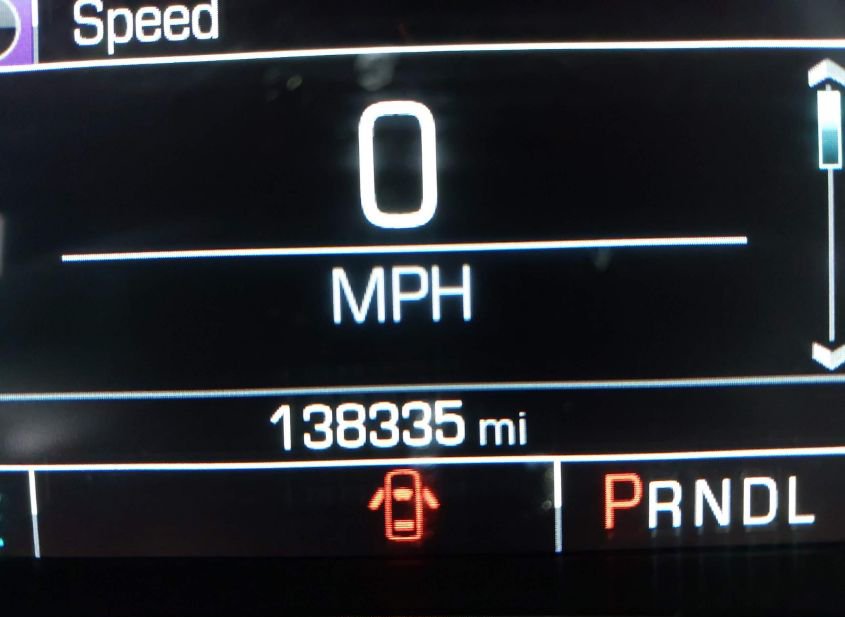 Speed
0
MPH
138335 mi
PRNDL